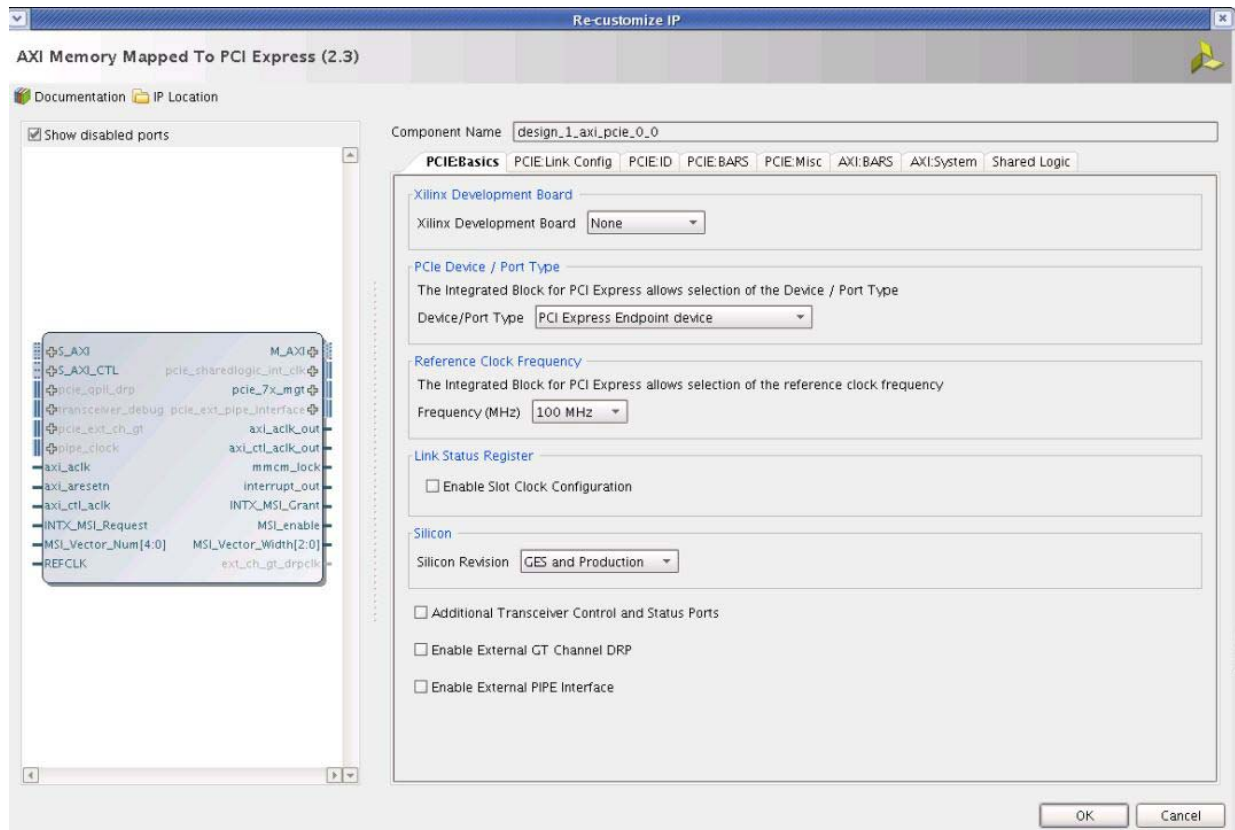 Re-customize IP
AXI Memory Mapped To PCI Express (2.3)
Documentation IP Location
Show disabled ports
S_AXI M_AXI
S_AXI_CTL pcie_sharedlogic_int_clk
pcie_qpll_drp pcie_7x_mgt
transceiver_debug pcie_ext_pipe_interface
pcie_ext_ch_gt axi_aclk_out
pipe_clock axi_ctl_aclk_out
axi_aclk mmcm_lock
axi_aresetn interrupt_out
axi_ctl_aclk INTX_MSI_Grant
INTX_MSI_Request MSI_enable
MSI_Vector_Num[4:0] MSI_Vector_Width[2:0]
REFCLK ext_ch_gt_drpclk
Component Name design_1_axi_pcie_0_0
PCIE:Basics PCIE:Link Config PCIE:ID PCIE:BARS PCIE:Misc AXI:BARS AXI:System Shared Logic
Xilinx Development Board
Xilinx Development Board None
PCIe Device / Port Type
The Integrated Block for PCI Express allows selection of the Device / Port Type
Device/Port Type PCI Express Endpoint device
Reference Clock Frequency
The Integrated Block for PCI Express allows selection of the reference clock frequency
Frequency (MHz) 100 MHz
Link Status Register
Enable Slot Clock Configuration
Silicon
Silicon Revision GES and Production
Additional Transceiver Control and Status Ports
Enable External GT Channel DRP
Enable External PIPE Interface
OK Cancel